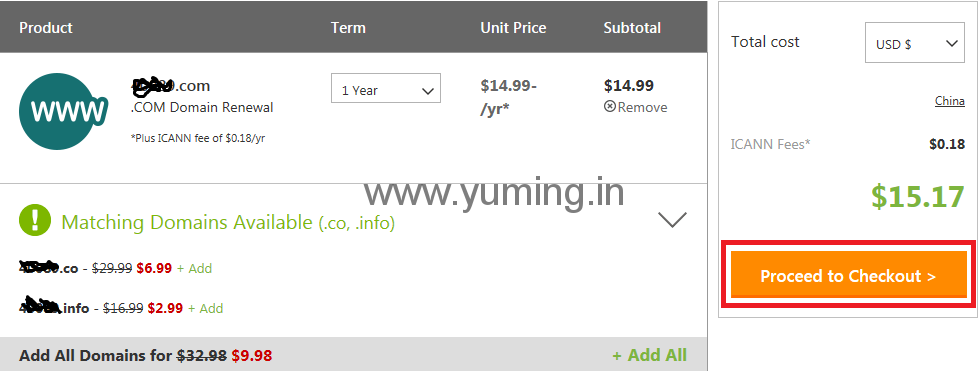 Product Term Unit Price Subtotal
www
.com
.COM Domain Renewal
*Plus ICANN fee of $0.18/yr
1 Year
$14.99-
/yr*
$14.99
Remove
www.yuming.in
! Matching Domains Available (.co, .info)
.co - $29.99 $6.99 + Add
.info - $16.99 $2.99 + Add
Add All Domains for $32.98 $9.98 + Add All
Total cost USD $
China
ICANN Fees* $0.18
$15.17
Proceed to Checkout >